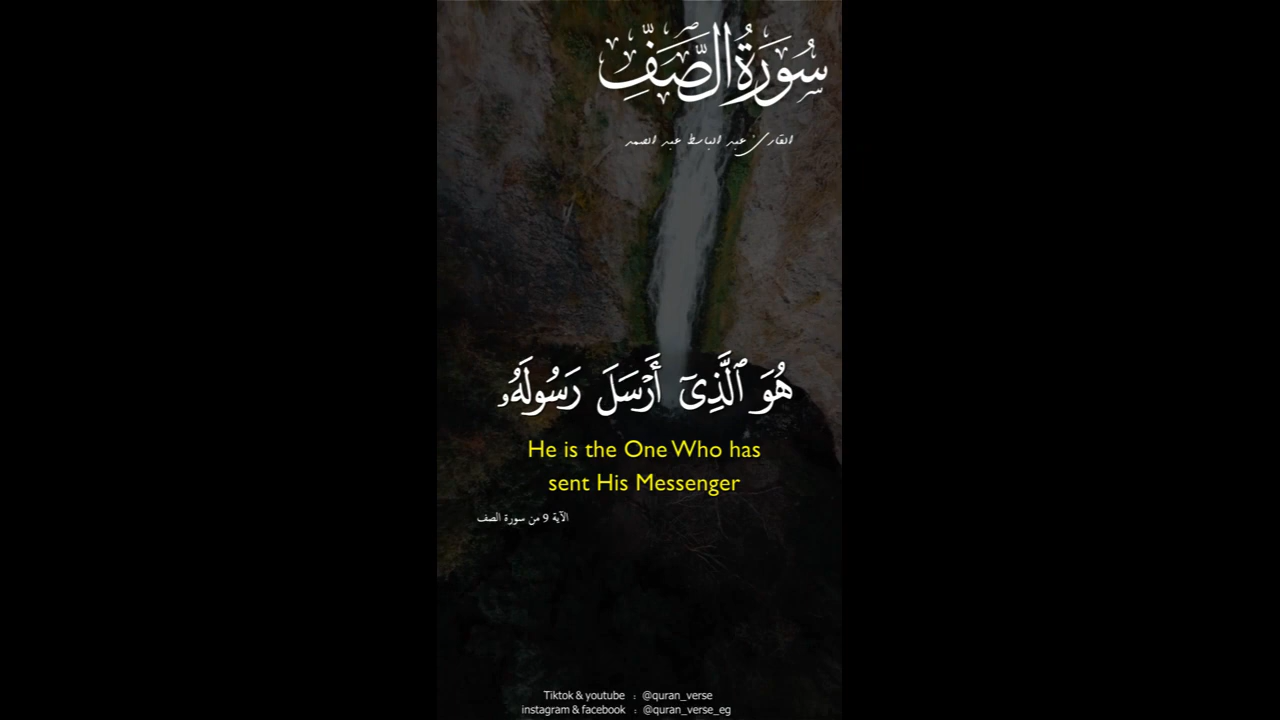 سُورَةُ الصَّفِّ
القارئ عبد الباسط عبد الصمد
هُوَ ٱلَّذِىٓ أَرْسَلَ رَسُولَهُۥ
He is the One Who has
sent His Messenger
الآية 9 من سورة الصف
Tiktok & youtube : @quran_verse
instagram & facebook : @quran_verse_eg